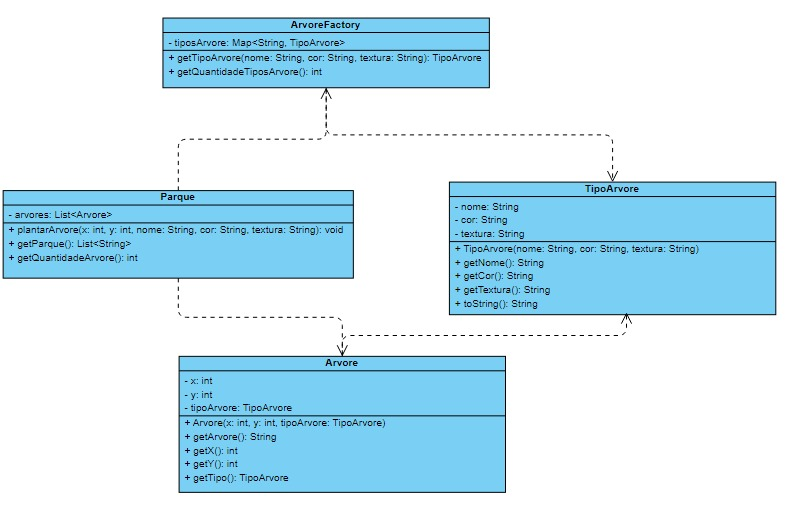 ArvoreFactory
- tiposArvore: Map<String, TipoArvore>
+ getTipoArvore(nome: String, cor: String, textura: String): TipoArvore
+ getQuantidadeTiposArvore(): int
Parque
- arvores: List<Arvore>
+ plantarArvore(x: int, y: int, nome: String, cor: String, textura: String): void
+ getParque(): List<String>
+ getQuantidadeArvore(): int
TipoArvore
- nome: String
- cor: String
- textura: String
+ TipoArvore(nome: String, cor: String, textura: String)
+ getNome(): String
+ getCor(): String
+ getTextura(): String
+ toString(): String
Arvore
- x: int
- y: int
- tipoArvore: TipoArvore
+ Arvore(x: int, y: int, tipoArvore: TipoArvore)
+ getArvore(): String
+ getX(): int
+ getY(): int
+ getTipo(): TipoArvore